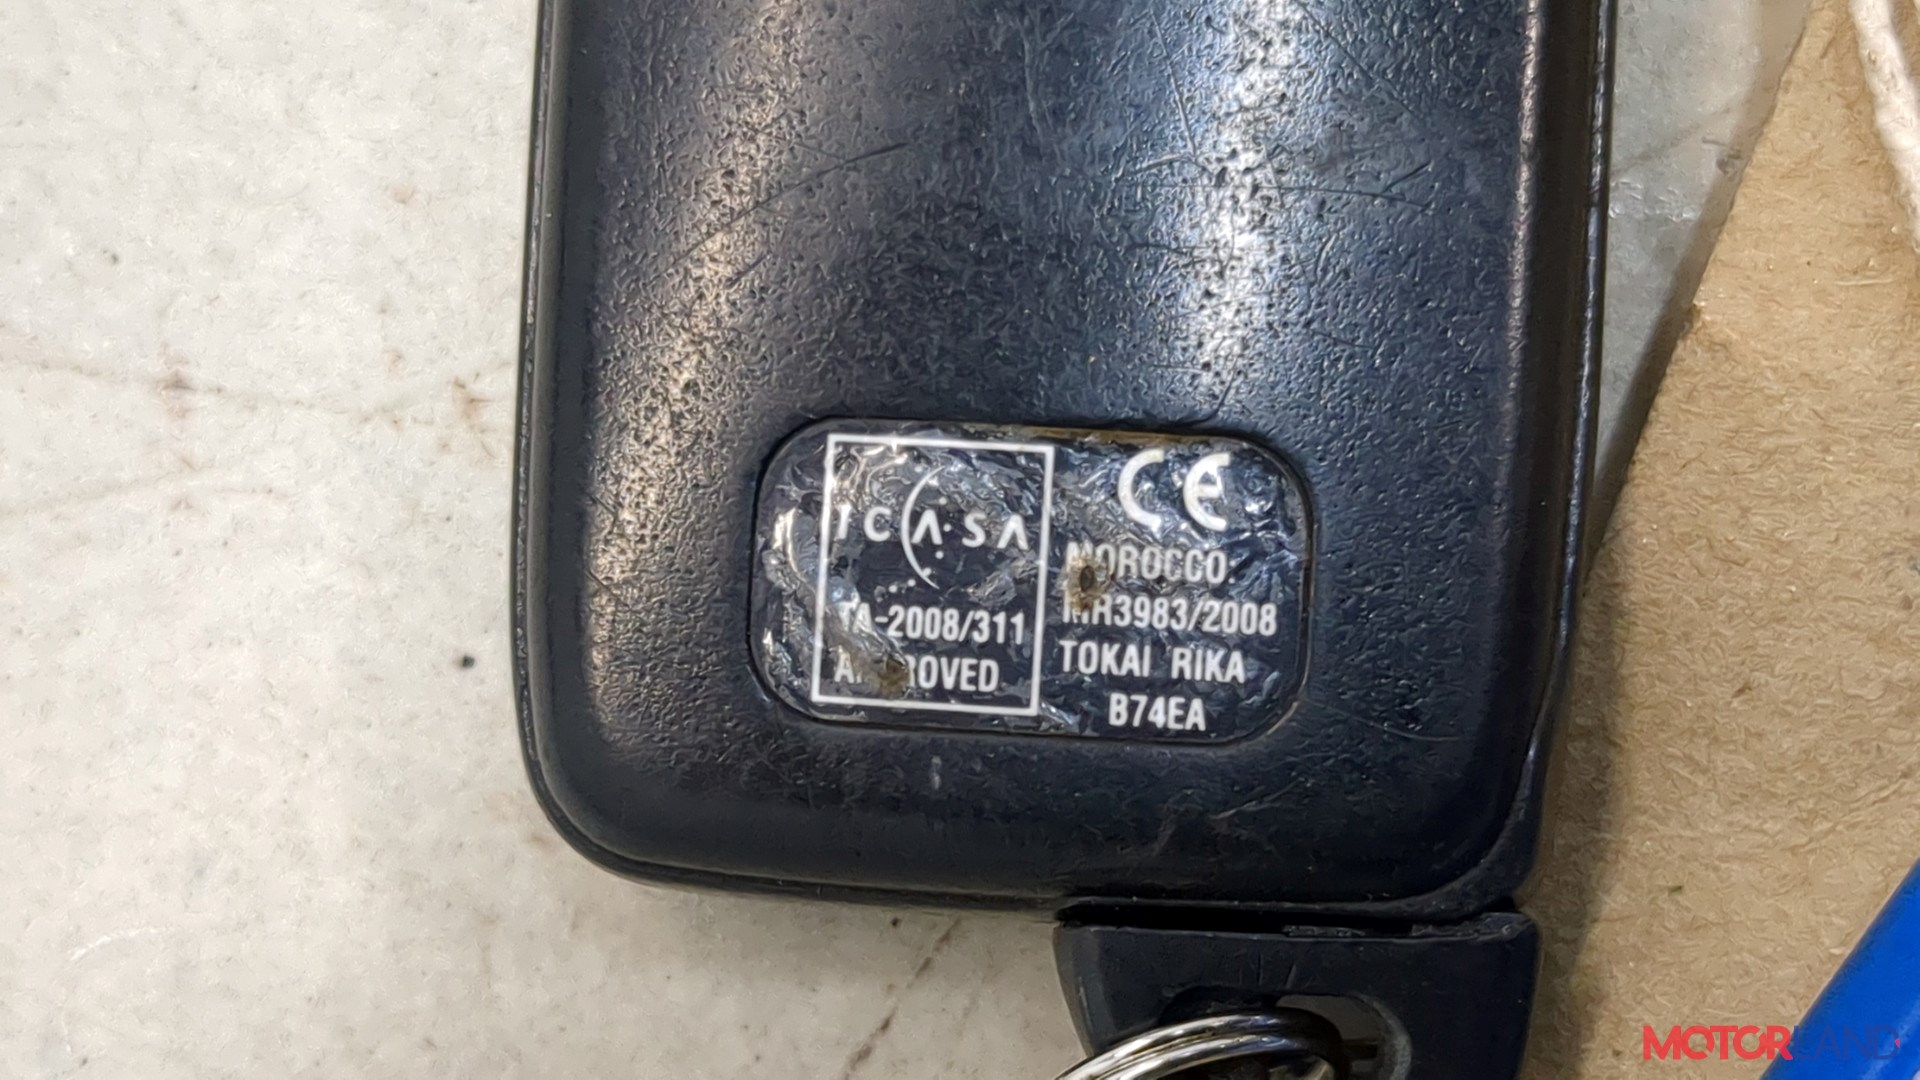 ICASA
TA-2008/311
APPROVED
CE
MOROCCO:
MR3983/2008
TOKAI RIKA
B74EA
MOTORLAND